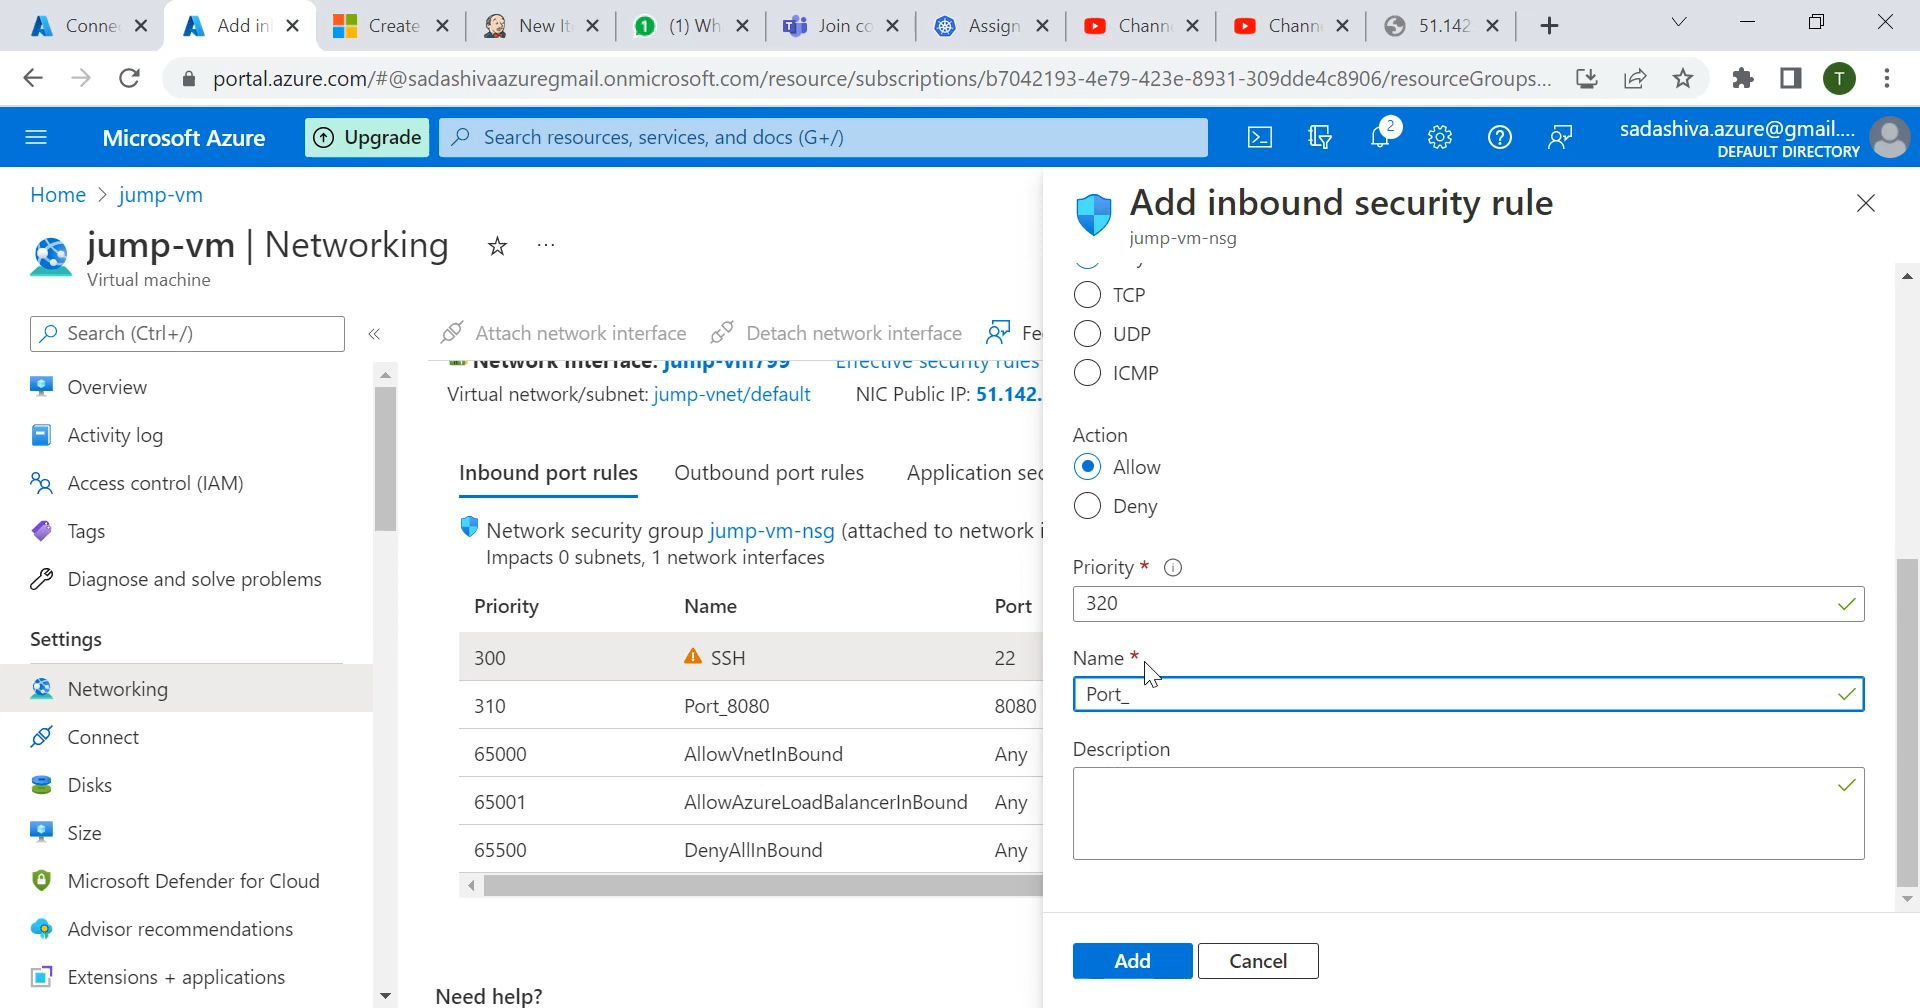 Conne
Add in
Create
New It
(1) Wh
Join co
Assign
Chann
Chann
51.142
portal.azure.com/#@sadashivaazuregmail.onmicrosoft.com/resource/subscriptions/b7042193-4e79-423e-8931-309dde4c8906/resourceGroups...
T
Microsoft Azure
Upgrade
Search resources, services, and docs (G+/)
2
sadashiva.azure@gmail....
DEFAULT DIRECTORY
Home > jump-vm
jump-vm | Networking
...
Virtual machine
Search (Ctrl+/)
«
Overview
Activity log
Access control (IAM)
Tags
Diagnose and solve problems
Settings
Networking
Connect
Disks
Size
Microsoft Defender for Cloud
Advisor recommendations
Extensions + applications
Attach network interface
Detach network interface
Fe
Network Interface: jump-vm799
Effective security rules
Virtual network/subnet: jump-vnet/default
NIC Public IP: 51.142.
Inbound port rules
Outbound port rules
Application sec
Network security group jump-vm-nsg (attached to network i
Impacts 0 subnets, 1 network interfaces
Priority Name Port
300 SSH 22
310 Port_8080 8080
65000 AllowVnetInBound Any
65001 AllowAzureLoadBalancerInBound Any
65500 DenyAllInBound Any
Need help?
Add inbound security rule
jump-vm-nsg
TCP
UDP
ICMP
Action
Allow
Deny
Priority *
320
Name *
Port_
Description
Add
Cancel